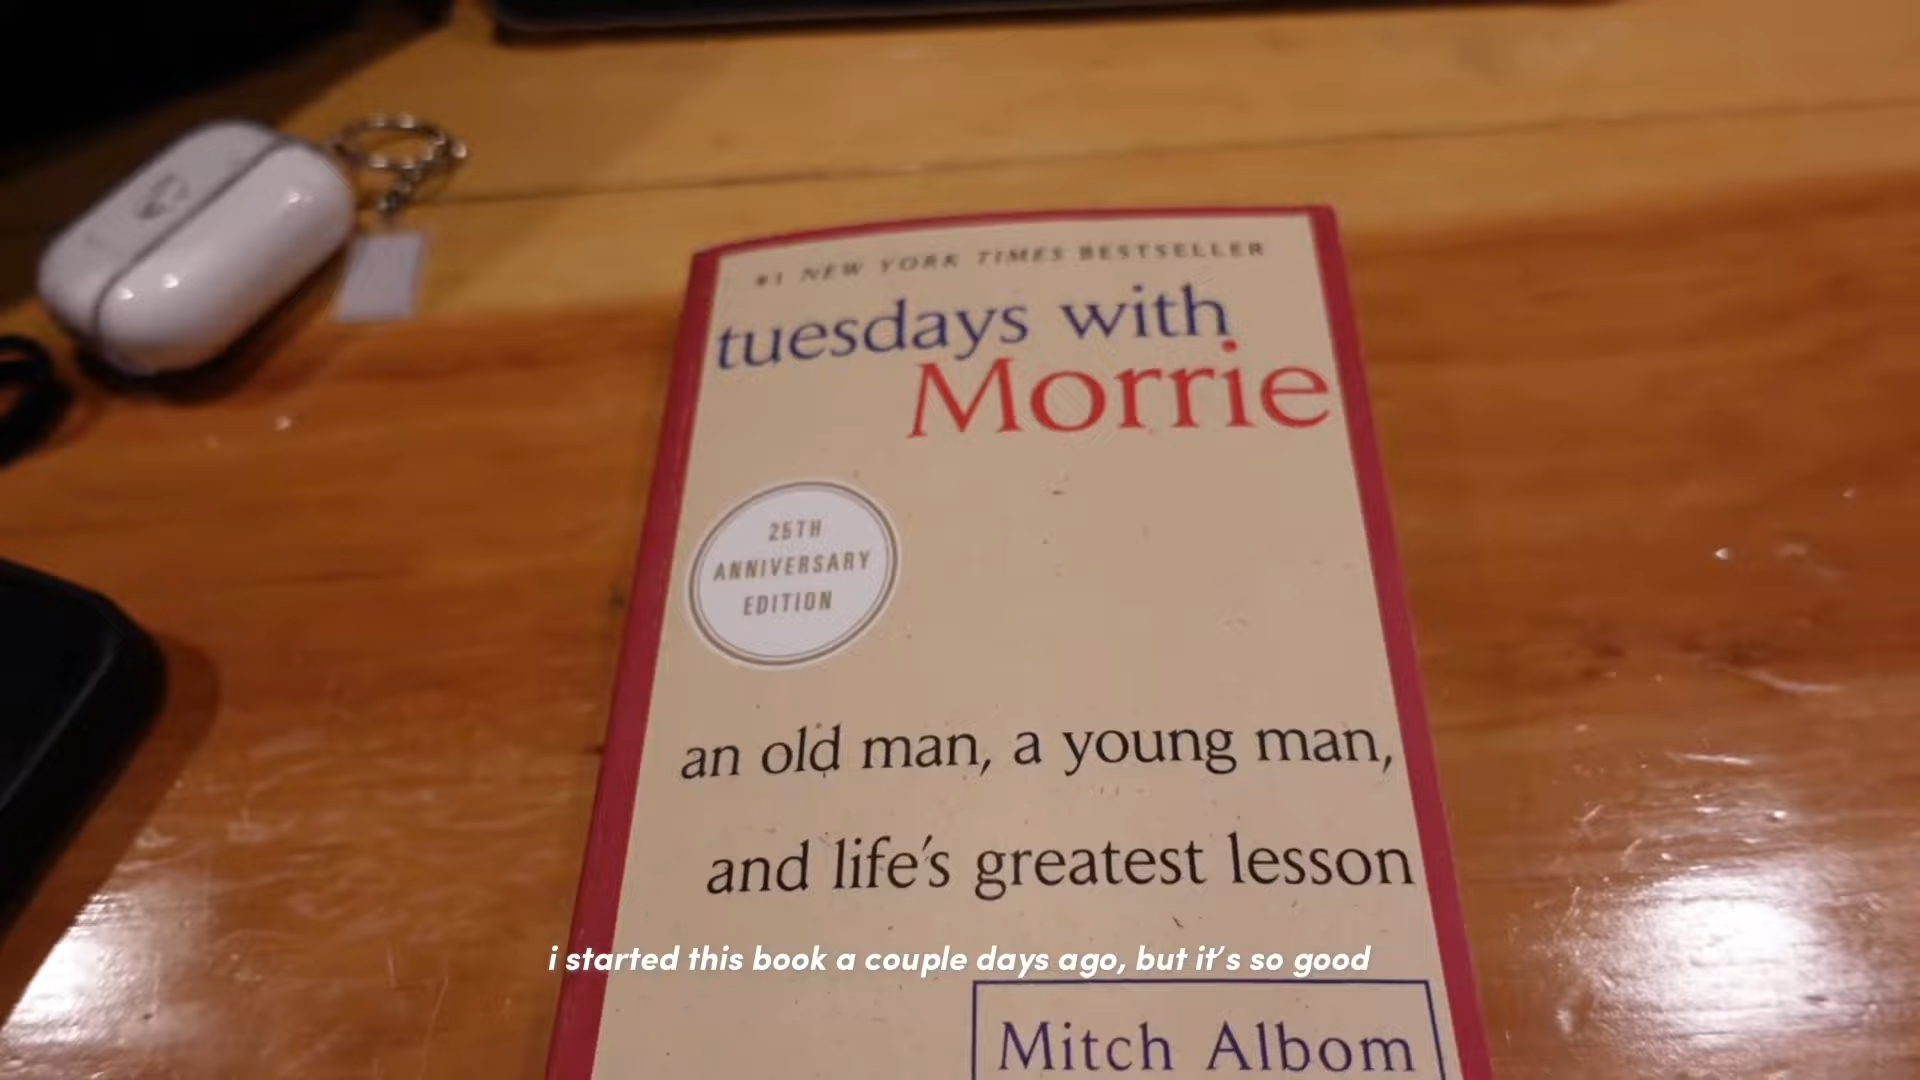 #1 NEW YORK TIMES BESTSELLER
tuesdays with
Morrie
25TH
ANNIVERSARY
EDITION
an old man, a young man,
and life's greatest lesson
i started this book a couple days ago, but it's so good
Mitch Albom